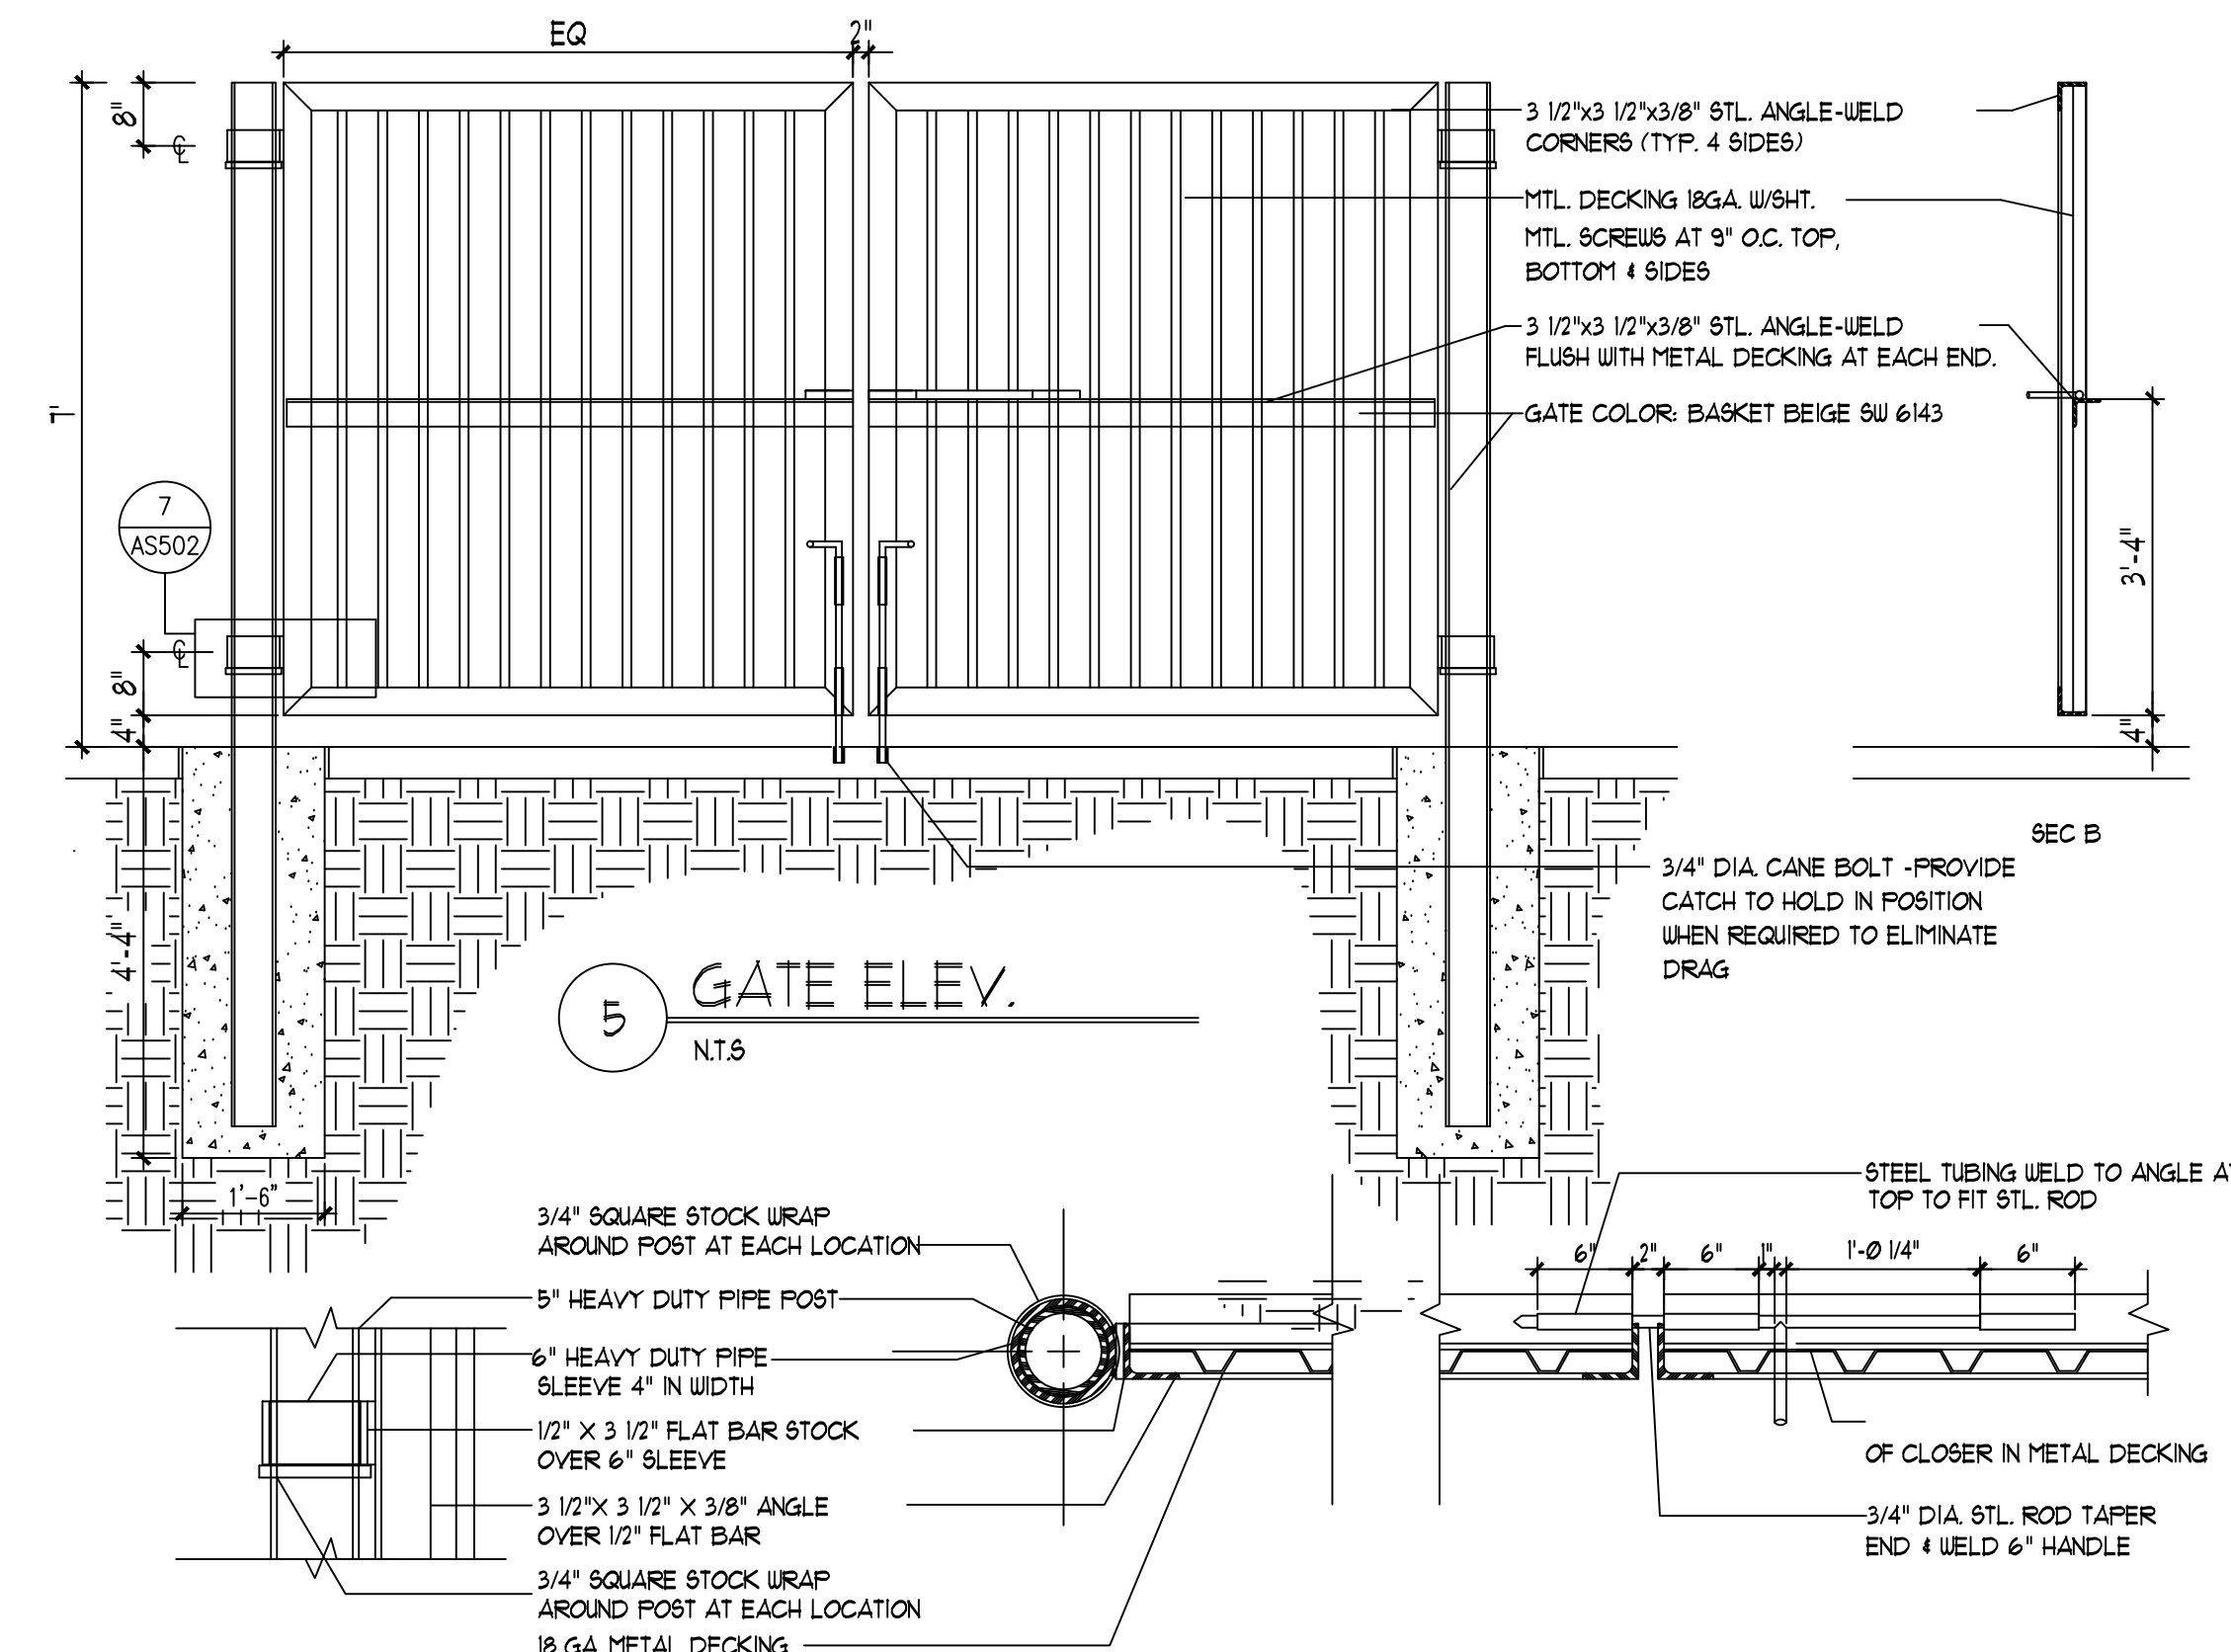 EQ
2"
8"
℄
3 1/2"x3 1/2"x3/8" STL. ANGLE-WELD
CORNERS (TYP. 4 SIDES)
MTL. DECKING 18GA. W/SHT.
MTL. SCREWS AT 9" O.C. TOP,
BOTTOM & SIDES
3 1/2"x3 1/2"x3/8" STL. ANGLE-WELD
FLUSH WITH METAL DECKING AT EACH END.
GATE COLOR: BASKET BEIGE SW 6143
7
AS502
3'-4"
℄
8"
4"
4"
SEC B
3/4" DIA. CANE BOLT -PROVIDE
CATCH TO HOLD IN POSITION
WHEN REQUIRED TO ELIMINATE
DRAG
4'-4"
5
GATE ELEV.
N.T.S
1'-6"
STEEL TUBING WELD TO ANGLE
TOP TO FIT STL. ROD
6"
2"
6"
1"
1'-0 1/4"
6"
3/4" SQUARE STOCK WRAP
AROUND POST AT EACH LOCATION
5" HEAVY DUTY PIPE POST
6" HEAVY DUTY PIPE
SLEEVE 4" IN WIDTH
1/2" X 3 1/2" FLAT BAR STOCK
OVER 6" SLEEVE
3 1/2"X 3 1/2" X 3/8" ANGLE
OVER 1/2" FLAT BAR
3/4" SQUARE STOCK WRAP
AROUND POST AT EACH LOCATION
18 GA METAL DECKING
OF CLOSER IN METAL DECKING
3/4" DIA. STL. ROD TAPER
END & WELD 6" HANDLE